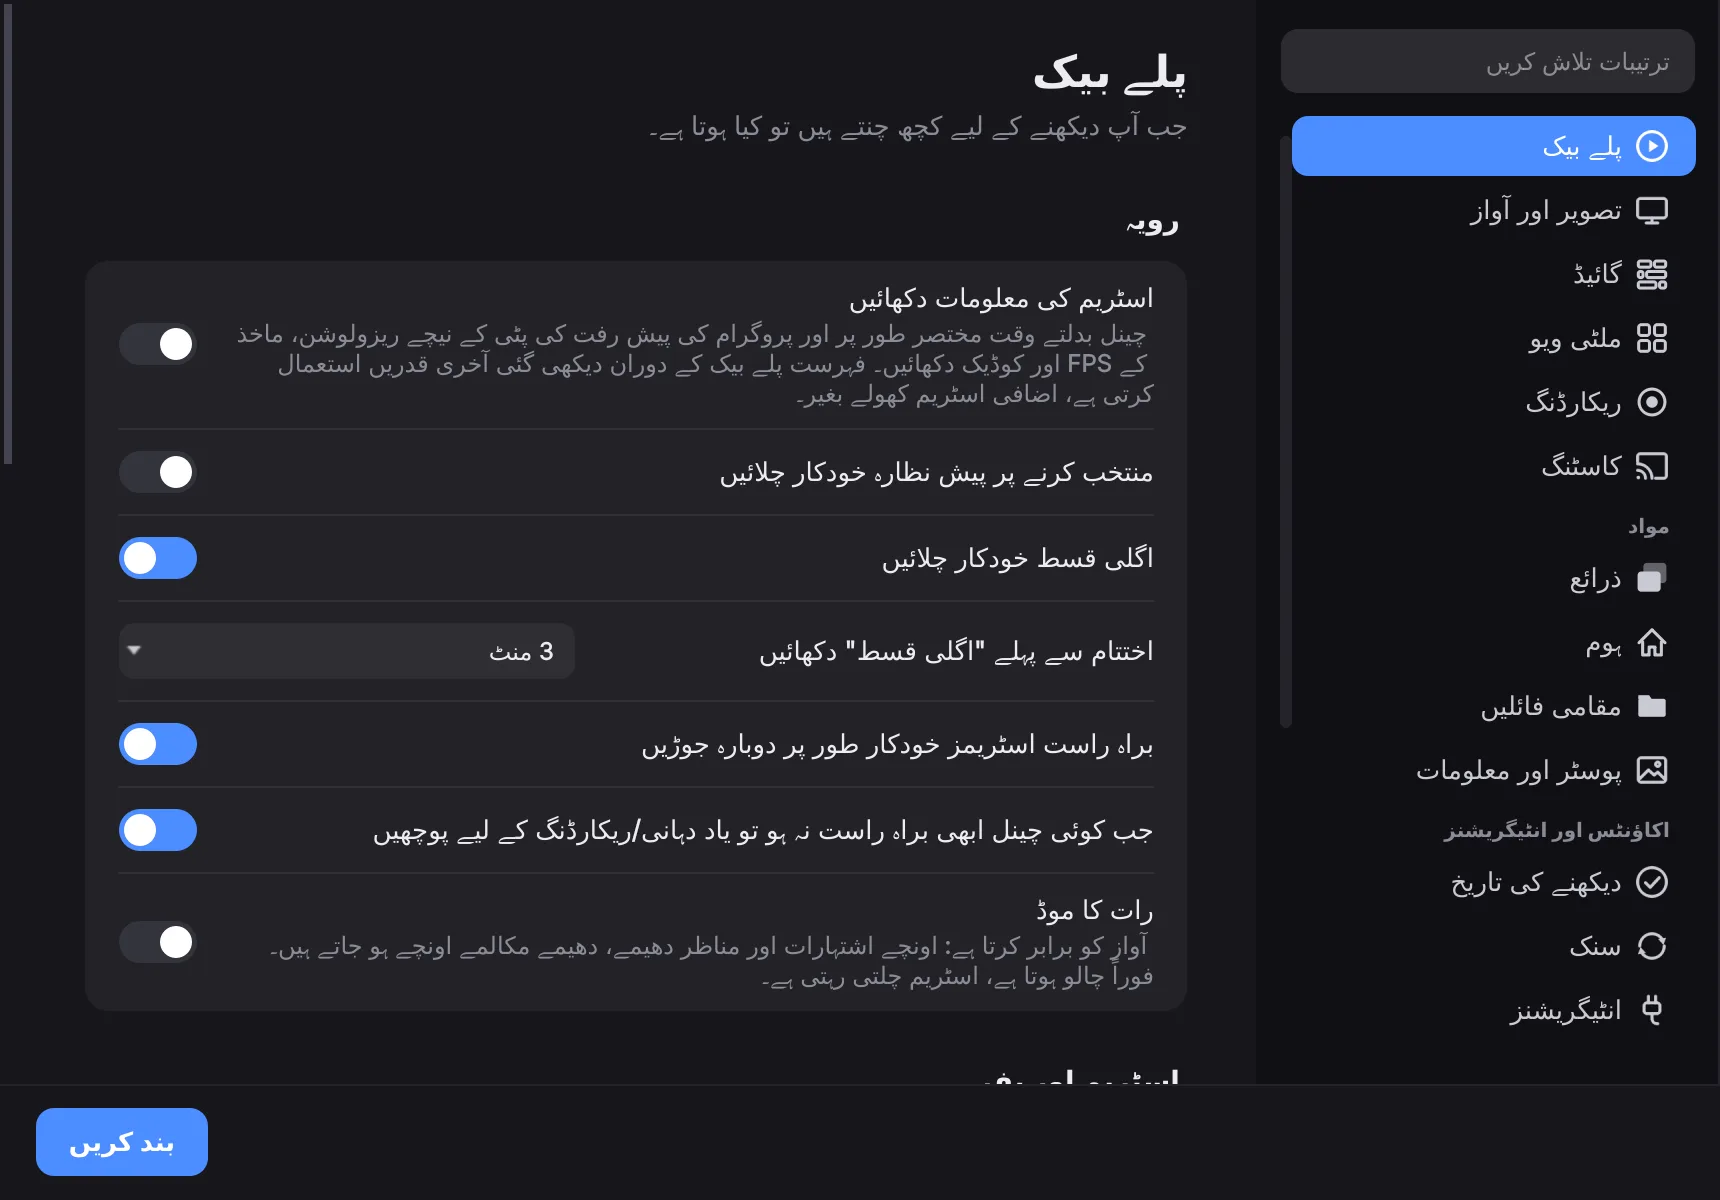 ترتیبات تلاش کریں
پلے بیک
تصویر اور آواز
گائیڈ
ملٹی ویو
ریکارڈنگ
کاسٹنگ
مواد
ذرائع
ہوم
مقامی فائلیں
پوسٹر اور معلومات
اکاؤنٹس اور انٹیگریشنز
دیکھنے کی تاریخ
سنک
انٹیگریشنز
پلے بیک
جب آپ دیکھنے کے لیے کچھ چنتے ہیں تو کیا ہوتا ہے۔
رویہ
اسٹریم کی معلومات دکھائیں
چینل بدلتے وقت مختصر طور پر اور پروگرام کی پیش رفت کی پٹی کے نیچے ریزولوشن، ماخذ
کے FPS اور کوڈیک دکھائیں۔ فہرست پلے بیک کے دوران دیکھی گئی آخری قدریں استعمال
کرتی ہے، اضافی اسٹریم کھولے بغیر۔
منتخب کرنے پر پیش نظارہ خودکار چلائیں
اگلی قسط خودکار چلائیں
اختتام سے پہلے "اگلی قسط" دکھائیں
3 منٹ
براہ راست اسٹریمز خودکار طور پر دوبارہ جوڑیں
جب کوئی چینل ابھی براہ راست نہ ہو تو یاد دہانی/ریکارڈنگ کے لیے پوچھیں
رات کا موڈ
آواز کو برابر کرتا ہے: اونچے اشتہارات اور مناظر دھیمے، دھیمے مکالمے اونچے ہو جاتے ہیں۔
فوراً چالو ہوتا ہے، اسٹریم چلتی رہتی ہے۔
اسٹریم اور بفر
بند کریں